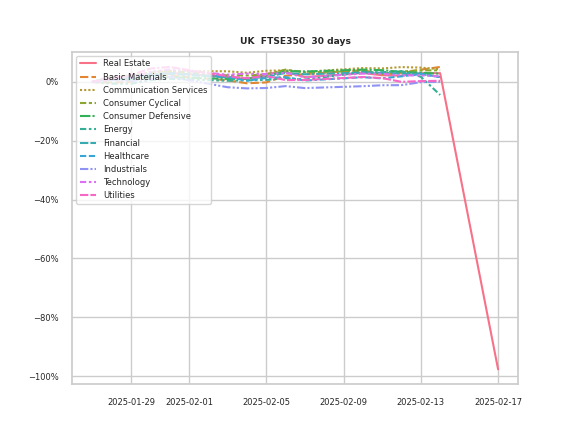 UK FTSE350 30 days
0%
−20%
−40%
−60%
−80%
−100%
Real Estate
Basic Materials
Communication Services
Consumer Cyclical
Consumer Defensive
Energy
Financial
Healthcare
Industrials
Technology
Utilities
2025-01-29 2025-02-01 2025-02-05 2025-02-09 2025-02-13 2025-02-17